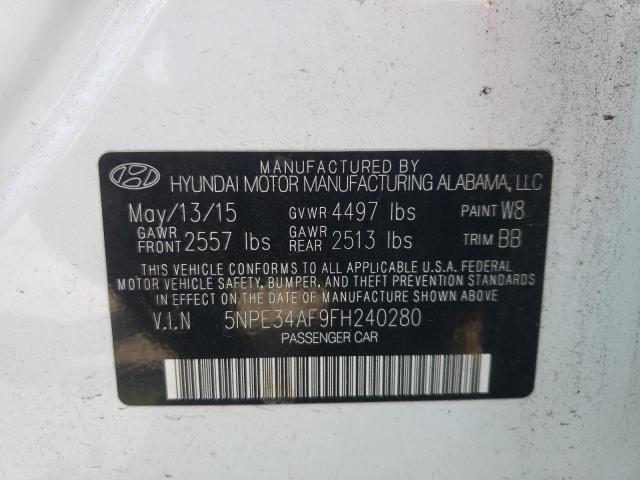 MANUFACTURED BY
HYUNDAI MOTOR MANUFACTURING ALABAMA, LLC
May/13/15 GVWR 4497 lbs PAINT W8
GAWR FRONT 2557 lbs GAWR REAR 2513 lbs TRIM BB
THIS VEHICLE CONFORMS TO ALL APPLICABLE U.S.A. FEDERAL
MOTOR VEHICLE SAFETY, BUMPER, AND THEFT PREVENTION STANDARDS
IN EFFECT ON THE DATE OF MANUFACTURE SHOWN ABOVE
V.I.N 5NPE34AF9FH240280
PASSENGER CAR